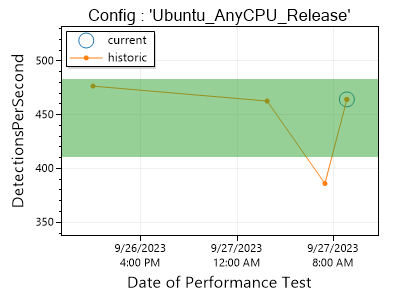 Config : 'Ubuntu_AnyCPU_Release'
current
historic
DetectionsPerSecond
500
450
400
350
9/26/2023
4:00 PM
9/27/2023
12:00 AM
9/27/2023
8:00 AM
Date of Performance Test